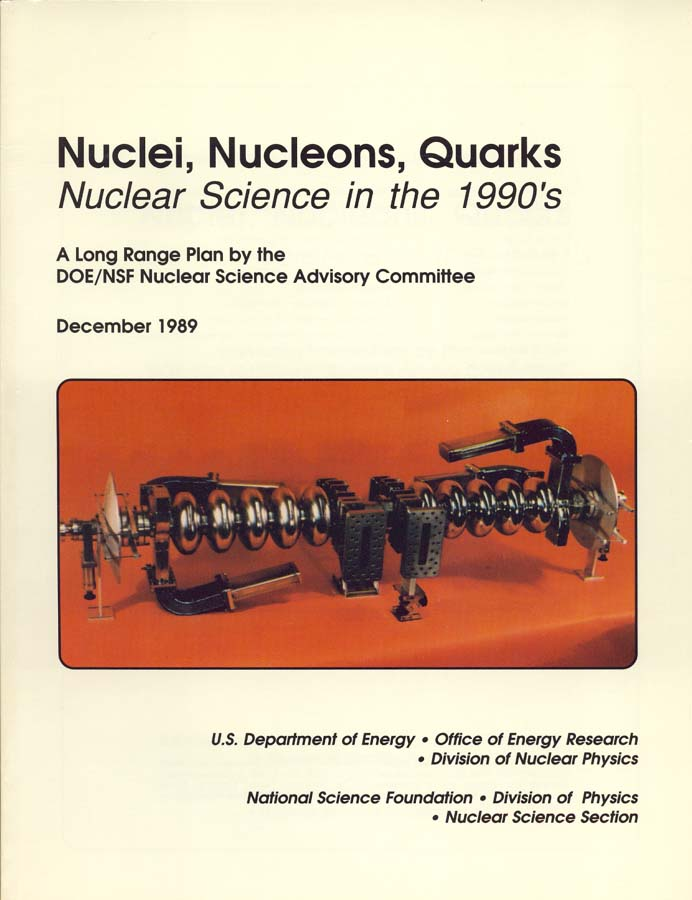 Nuclei, Nucleons, Quarks
Nuclear Science in the 1990's
A Long Range Plan by the
DOE/NSF Nuclear Science Advisory Committee
December 1989
U.S. Department of Energy • Office of Energy Research
• Division of Nuclear Physics
National Science Foundation • Division of Physics
• Nuclear Science Section